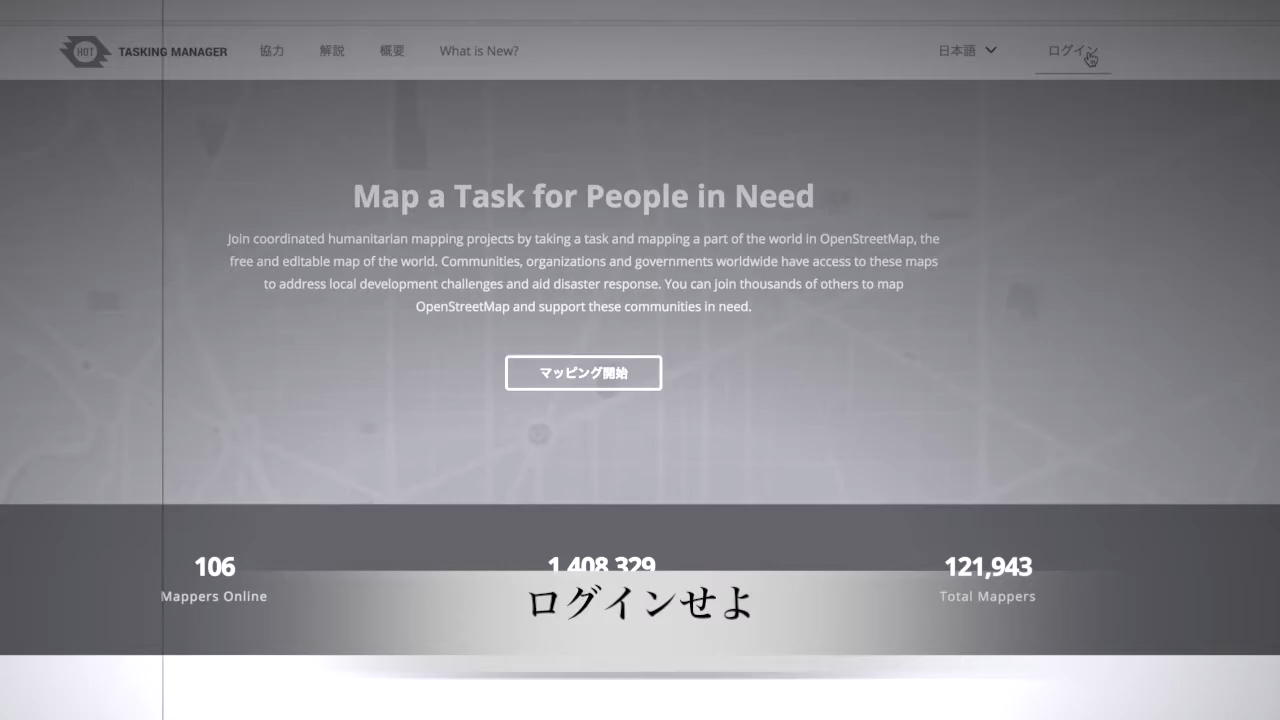 HOT
TASKING MANAGER
協力
解説
概要
What is New?
日本語
ログイン
Map a Task for People in Need
Join coordinated humanitarian mapping projects by taking a task and mapping a part of the world in OpenStreetMap, the
free and editable map of the world. Communities, organizations and governments worldwide have access to these maps
to address local development challenges and aid disaster response. You can join thousands of others to map
OpenStreetMap and support these communities in need.
マッピング開始
106
1,408,329
121,943
Mappers Online
Total Mappers
ログインせよ